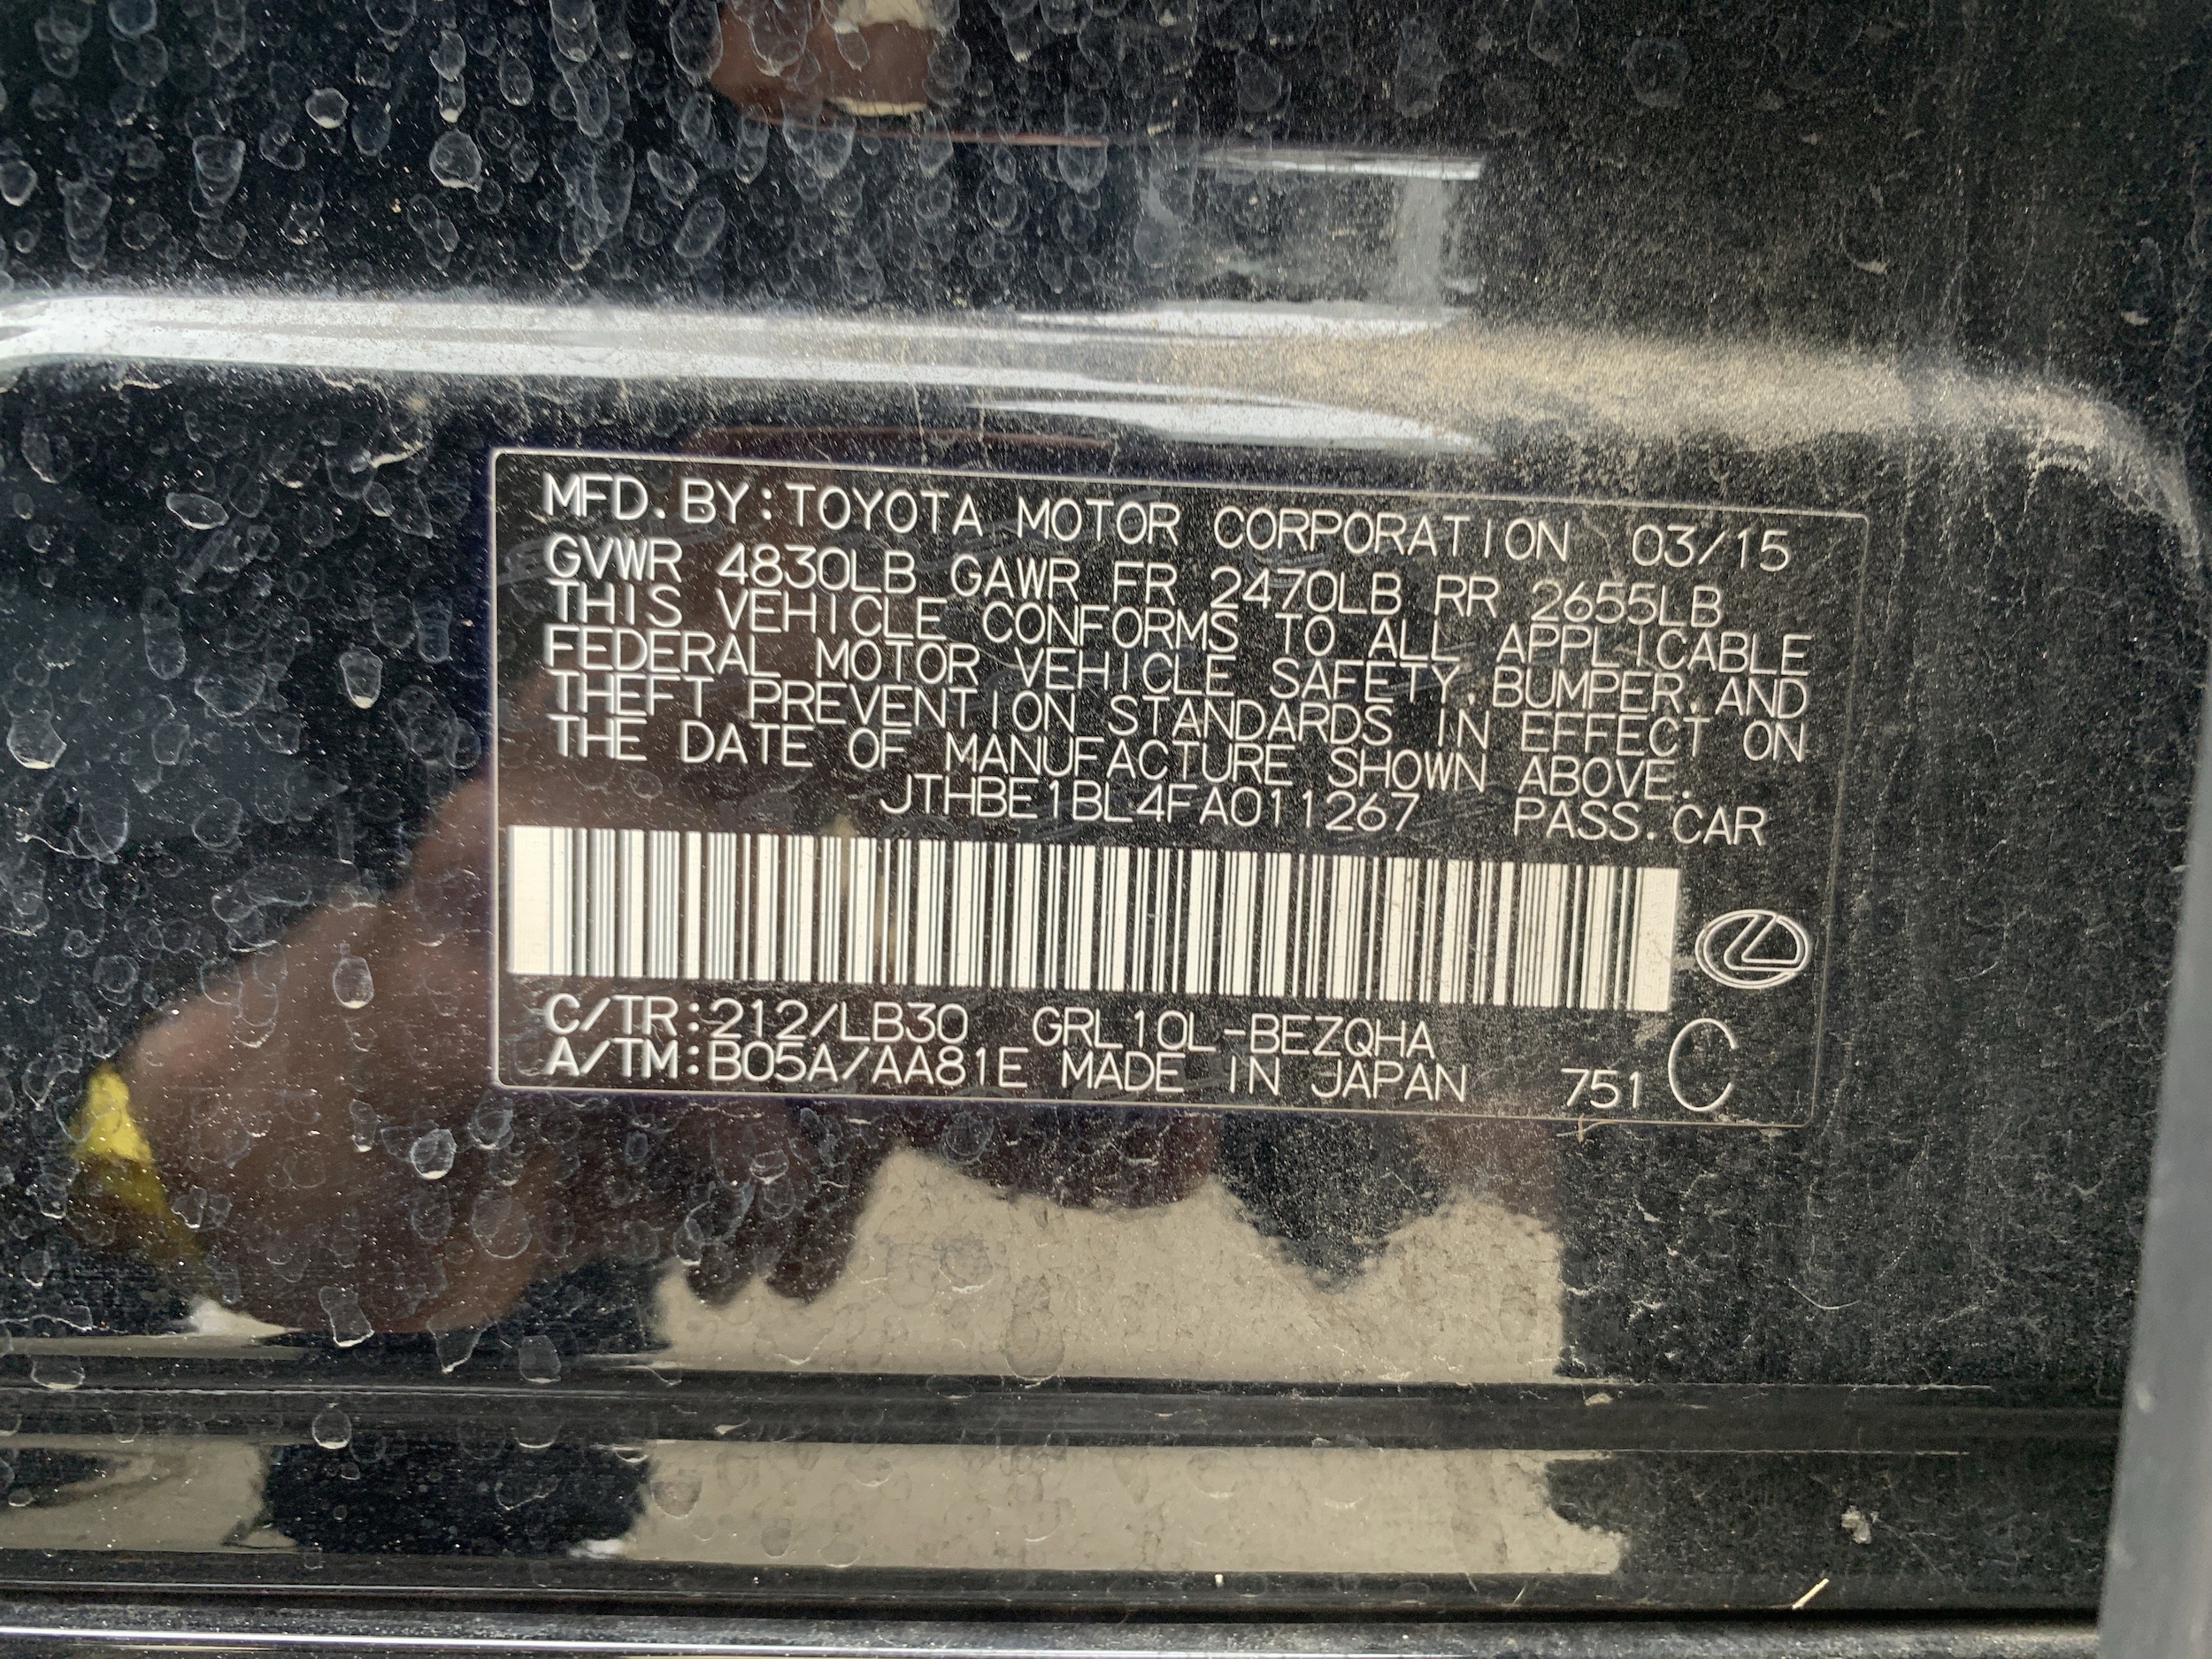 MFD.BY:TOYOTA MOTOR CORPORATION 03/15
GVWR 4830LB GAWR FR 2470LB RR 2655LB
THIS VEHICLE CONFORMS TO ALL APPLICABLE
FEDERAL MOTOR VEHICLE SAFETY,BUMPER,AND
THEFT PREVENTION STANDARDS IN EFFECT ON
THE DATE OF MANUFACTURE SHOWN ABOVE.
JTHBE1BL4FA011267 PASS.CAR
C/TR:212/LB30 GRL10L-BEZQHA
A/TM:B05A/AA81E MADE IN JAPAN 751 C